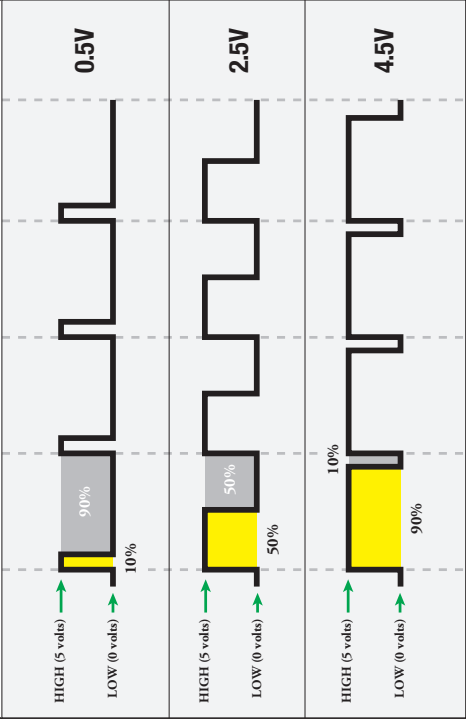 HIGH (5 volts)
LOW (0 volts)
10%
90%
0.5V
HIGH (5 volts)
LOW (0 volts)
50%
50%
2.5V
HIGH (5 volts)
LOW (0 volts)
90%
10%
4.5V